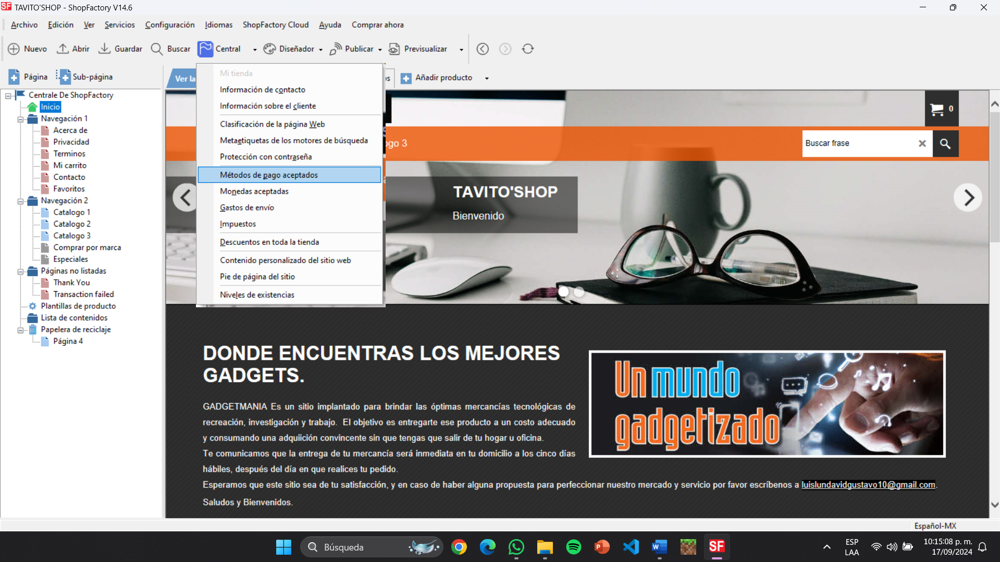 TAVITO'SHOP - ShopFactory V14.6
Archivo Edición Ver Servicios Configuración Idiomas ShopFactory Cloud Ayuda Comprar ahora
Nuevo Abrir Guardar Buscar Central Diseñador Publicar Previsualizar
Página Sub-página
Ver la
os
Añadir producto
Centrale De ShopFactory
Inicio
Navegación 1
Acerca de
Privacidad
Terminos
Mi carrito
Contacto
Favoritos
Navegación 2
Catalogo 1
Catalogo 2
Catalogo 3
Comprar por marca
Especiales
Páginas no listadas
Thank You
Transaction failed
Plantillas de producto
Lista de contenidos
Papelera de reciclaje
Página 4
Mi tienda
Información de contacto
Información sobre el cliente
Clasificación de la página Web
Metaetiquetas de los motores de búsqueda
Protección con contraseña
Métodos de pago aceptados
Monedas aceptadas
Gastos de envío
Impuestos
Descuentos en toda la tienda
Contenido personalizado del sitio web
Pie de página del sitio
Niveles de existencias
0
ogo 3
Buscar frase
TAVITO'SHOP
Bienvenido
DONDE ENCUENTRAS LOS MEJORES
GADGETS.
Un mundo
gadgetizado
GADGETMANIA Es un sitio implantado para brindar las óptimas mercancías tecnológicas de
recreación, investigación y trabajo. El objetivo es entregarte ese producto a un costo adecuado
y consumando una adquiición convincente sin que tengas que salir de tu hogar u oficina.
Te comunicamos que la entrega de tu mercancía será inmediata en tu domicilio a los cinco días
hábiles, después del día en que realices tu pedido.
Esperamos que este sitio sea de tu satisfacción, y en caso de haber alguna propuesta para perfeccionar nuestro mercado y servicio por favor escríbenos a luislundavidgustavo10@gmail.com.
Saludos y Bienvenidos.
Español-MX
Búsqueda
SF
ESP
LAA
10:15:08 p. m.
17/09/2024